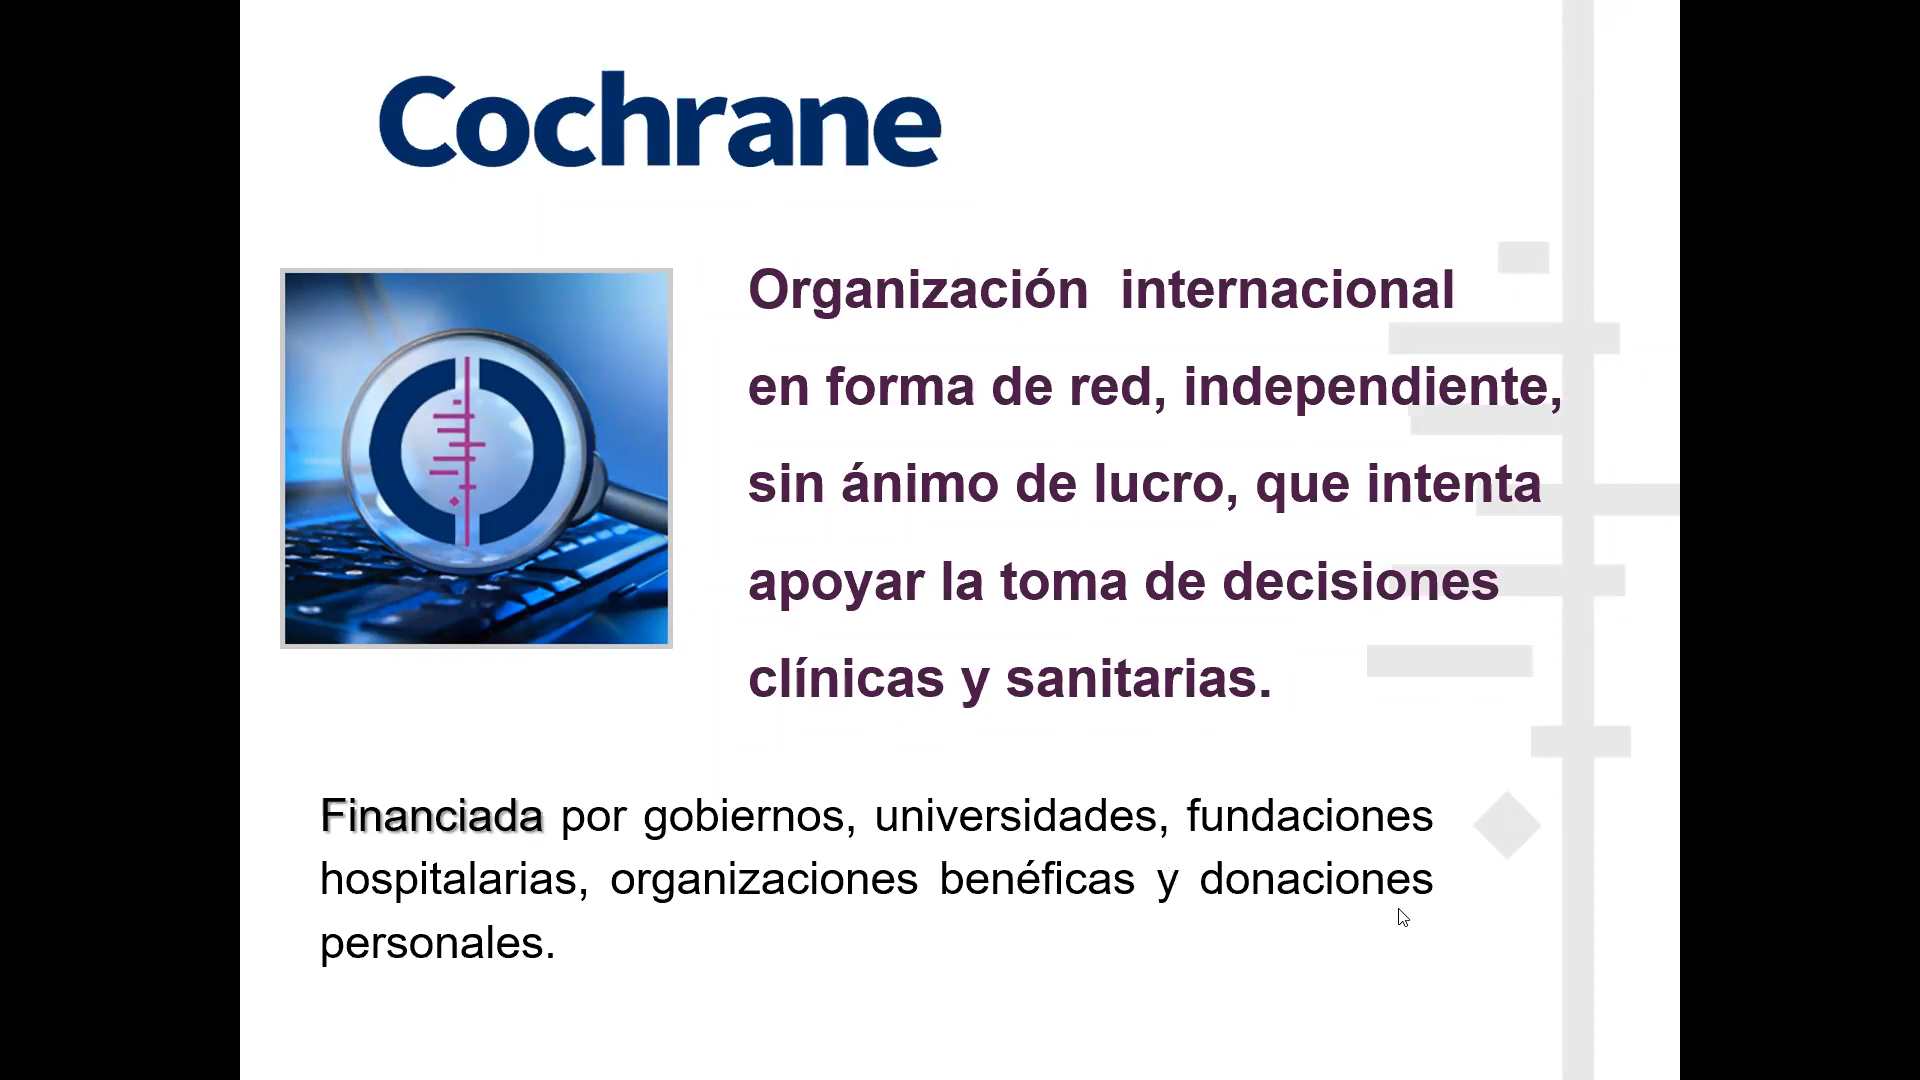 Cochrane
Organización internacional
en forma de red, independiente,
sin ánimo de lucro, que intenta
apoyar la toma de decisiones
clínicas y sanitarias.
Financiada por gobiernos, universidades, fundaciones
hospitalarias, organizaciones benéficas y donaciones
personales.